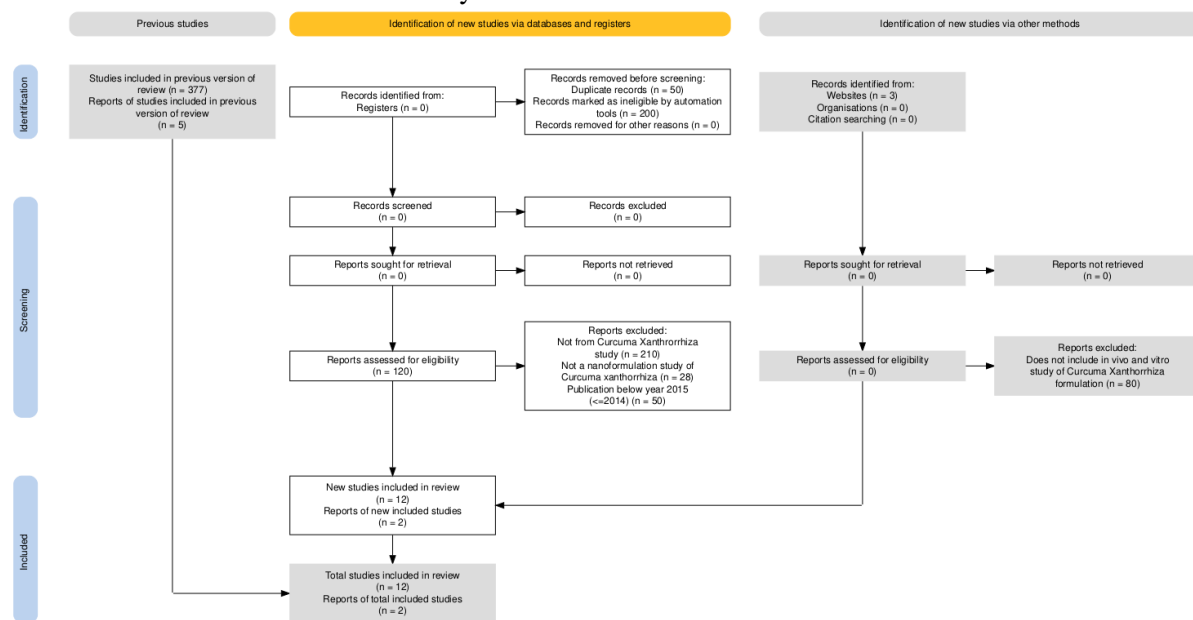 Previous studies
Identification of new studies via databases and registers
Identification of new studies via other methods
Identification
Studies included in previous version of
review (n = 377)
Reports of studies included in previous
version of review
(n = 5)
Records identified from:
Registers (n = 0)
Records removed before screening:
Duplicate records (n = 50)
Records marked as ineligible by automation
tools (n = 200)
Records removed for other reasons (n = 0)
Records identified from:
Websites (n = 3)
Organisations (n = 0)
Citation searching (n = 0)
Screening
Records screened
(n = 0)
Records excluded
(n = 0)
Reports sought for retrieval
(n = 0)
Reports not retrieved
(n = 0)
Reports sought for retrieval
(n = 0)
Reports not retrieved
(n = 0)
Reports assessed for eligibility
(n = 120)
Reports excluded:
Not from Curcuma Xanthrorrhiza
study (n = 210)
Not a nanoformulation study of
Curcuma xanthorrhiza (n = 28)
Publication below year 2015
(<=2014) (n = 50)
Reports assessed for eligibility
(n = 0)
Reports excluded:
Does not include in vivo and vitro
study of Curcuma Xanthorrhiza
formulation (n = 80)
Included
New studies included in review
(n = 12)
Reports of new included studies
(n = 2)
Total studies included in review
(n = 12)
Reports of total included studies
(n = 2)